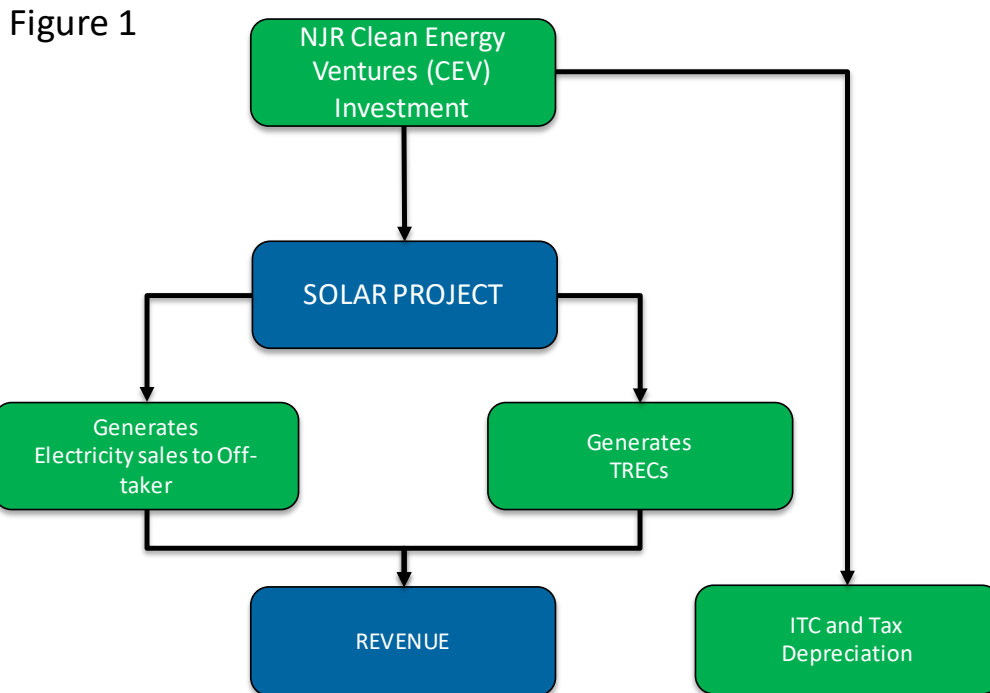 Figure 1
NJR Clean Energy
Ventures (CEV)
Investment
SOLAR PROJECT
Generates
Electricity sales to Off-
taker
Generates
TRECs
REVENUE
ITC and Tax
Depreciation